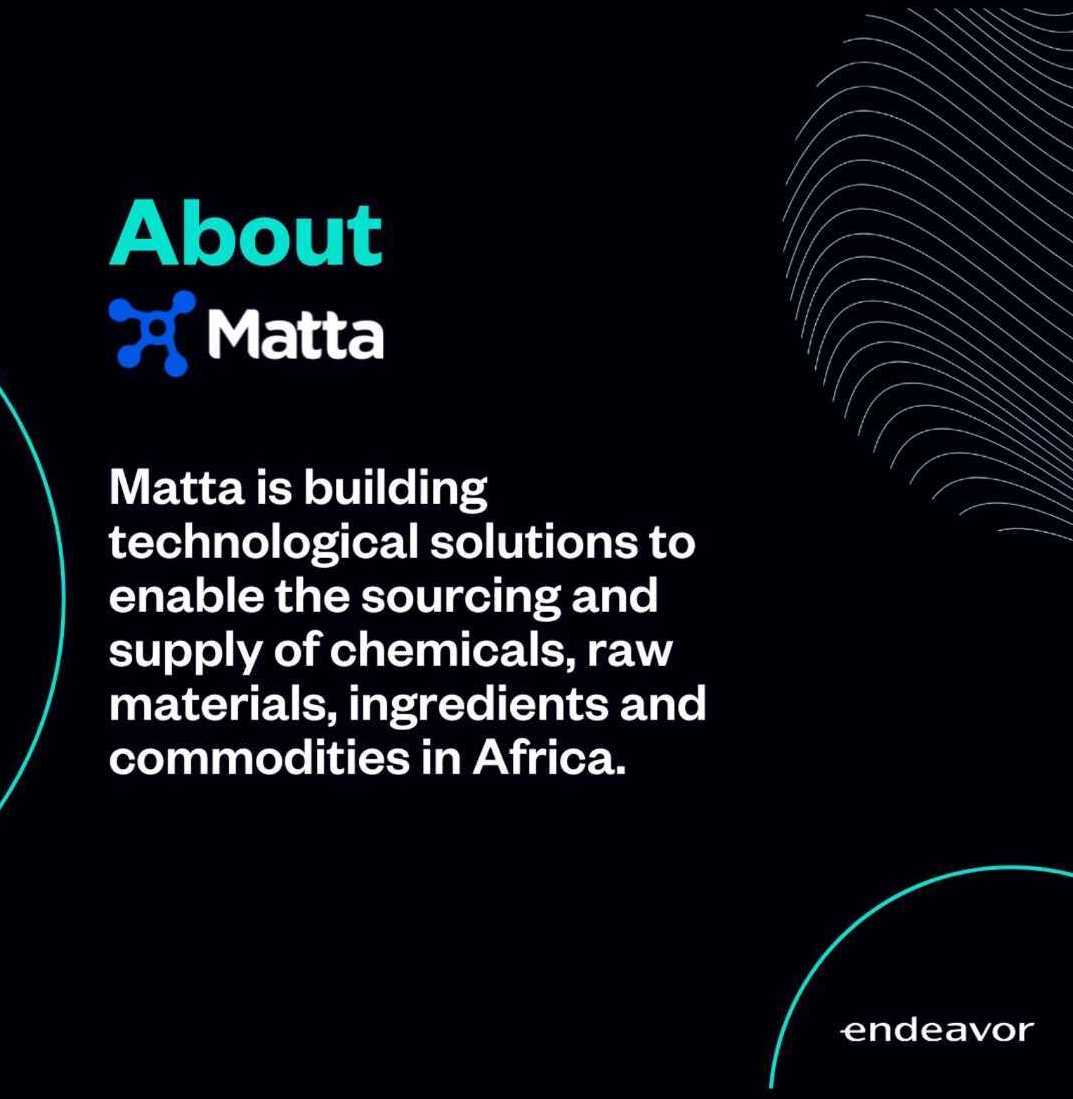 About
Matta
Matta is building
technological solutions to
enable the sourcing and
supply of chemicals, raw
materials, ingredients and
commodities in Africa.
endeavor